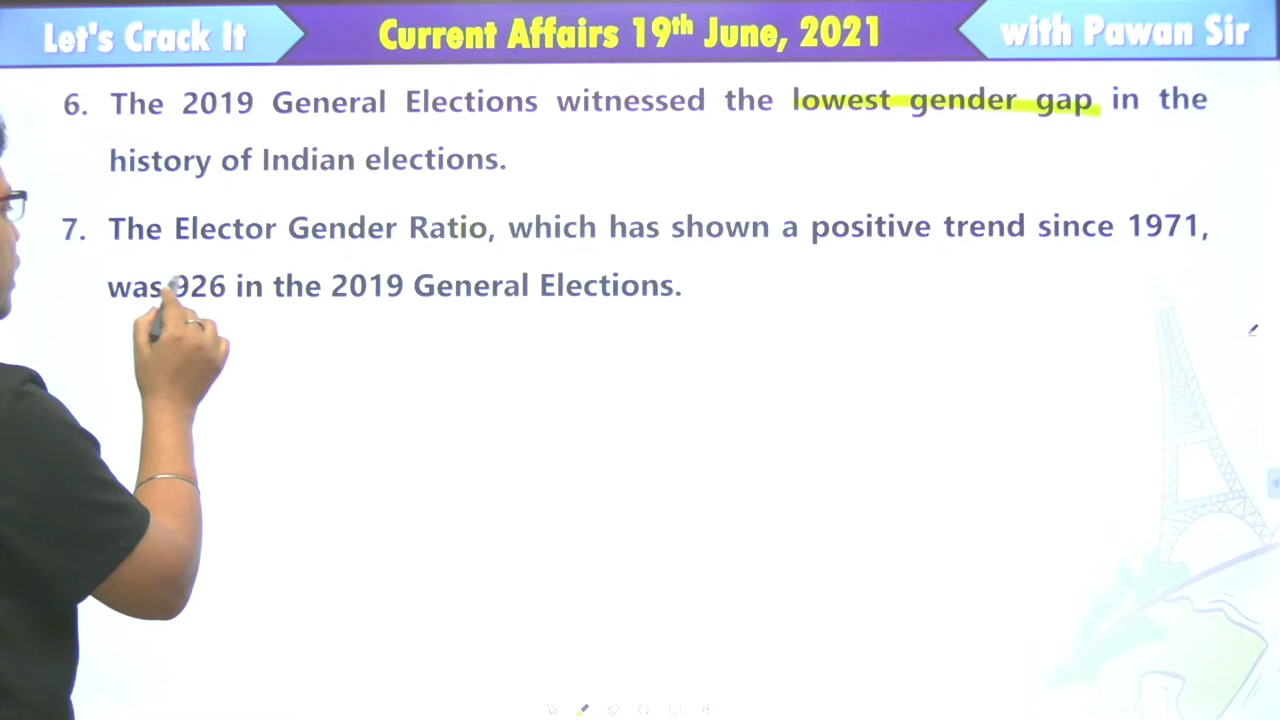 Let's Crack It
Current Affairs 19th June, 2021
with Pawan Sir
6. The 2019 General Elections witnessed the lowest gender gap in the
history of Indian elections.
7. The Elector Gender Ratio, which has shown a positive trend since 1971,
was 926 in the 2019 General Elections.